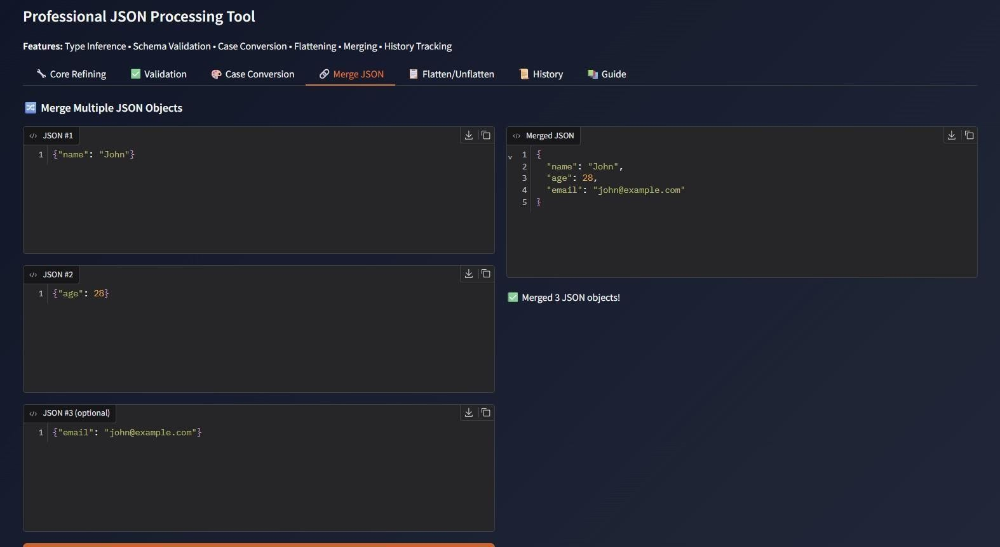 Professional JSON Processing Tool
Features: Type Inference • Schema Validation • Case Conversion • Flattening • Merging • History Tracking
Core Refining
Validation
Case Conversion
Merge JSON
Flatten/Unflatten
History
Guide
Merge Multiple JSON Objects
JSON #1
1 {"name": "John"}
JSON #2
1 {"age": 28}
JSON #3 (optional)
1 {"email": "john@example.com"}
Merged JSON
1 {
2 "name": "John",
3 "age": 28,
4 "email": "john@example.com"
5 }
Merged 3 JSON objects!